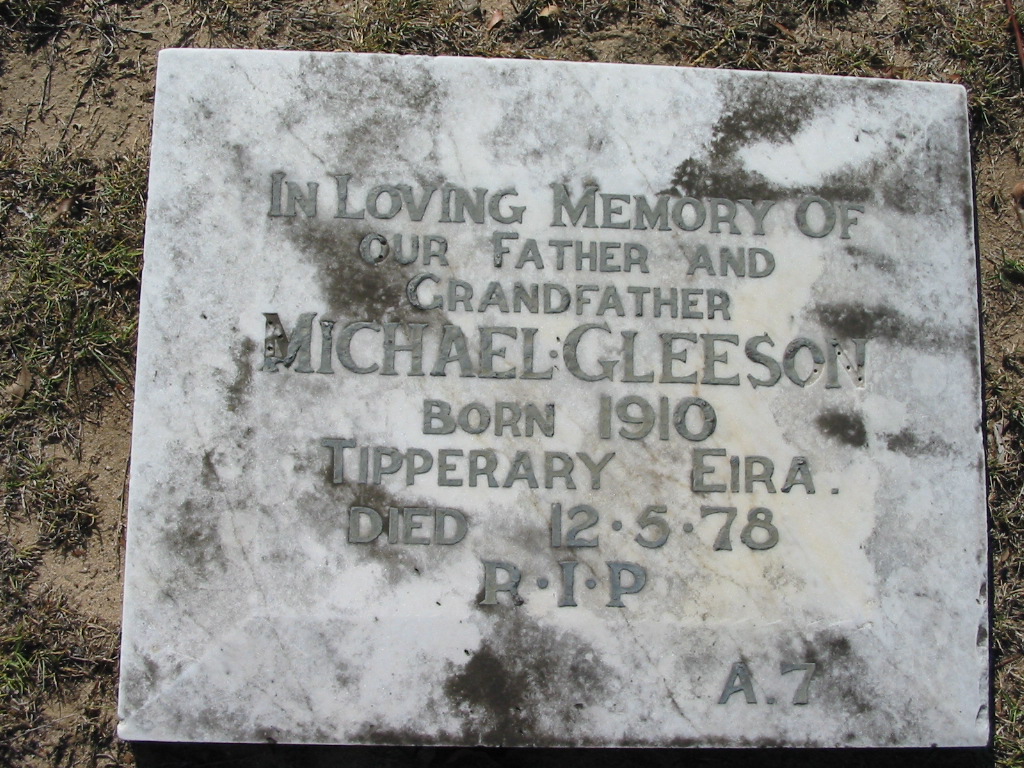 In Loving Memory Of
our Father and
Grandfather
Michael·Gleeson
born 1910
Tipperary Eira.
died 12·5·78
R·I·P
A.7